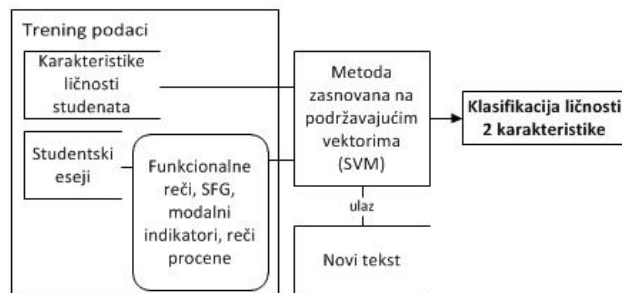 Trening podaci
Karakteristike
ličnosti
studenata
Studentski
eseji
Funkcionalne
reči, SFG,
modalni
indikatori, reči
procene
Metoda
zasnovana na
podržavajućim
vektorima
(SVM)
ulaz
Novi tekst
Klasifikacija ličnosti
2 karakteristike